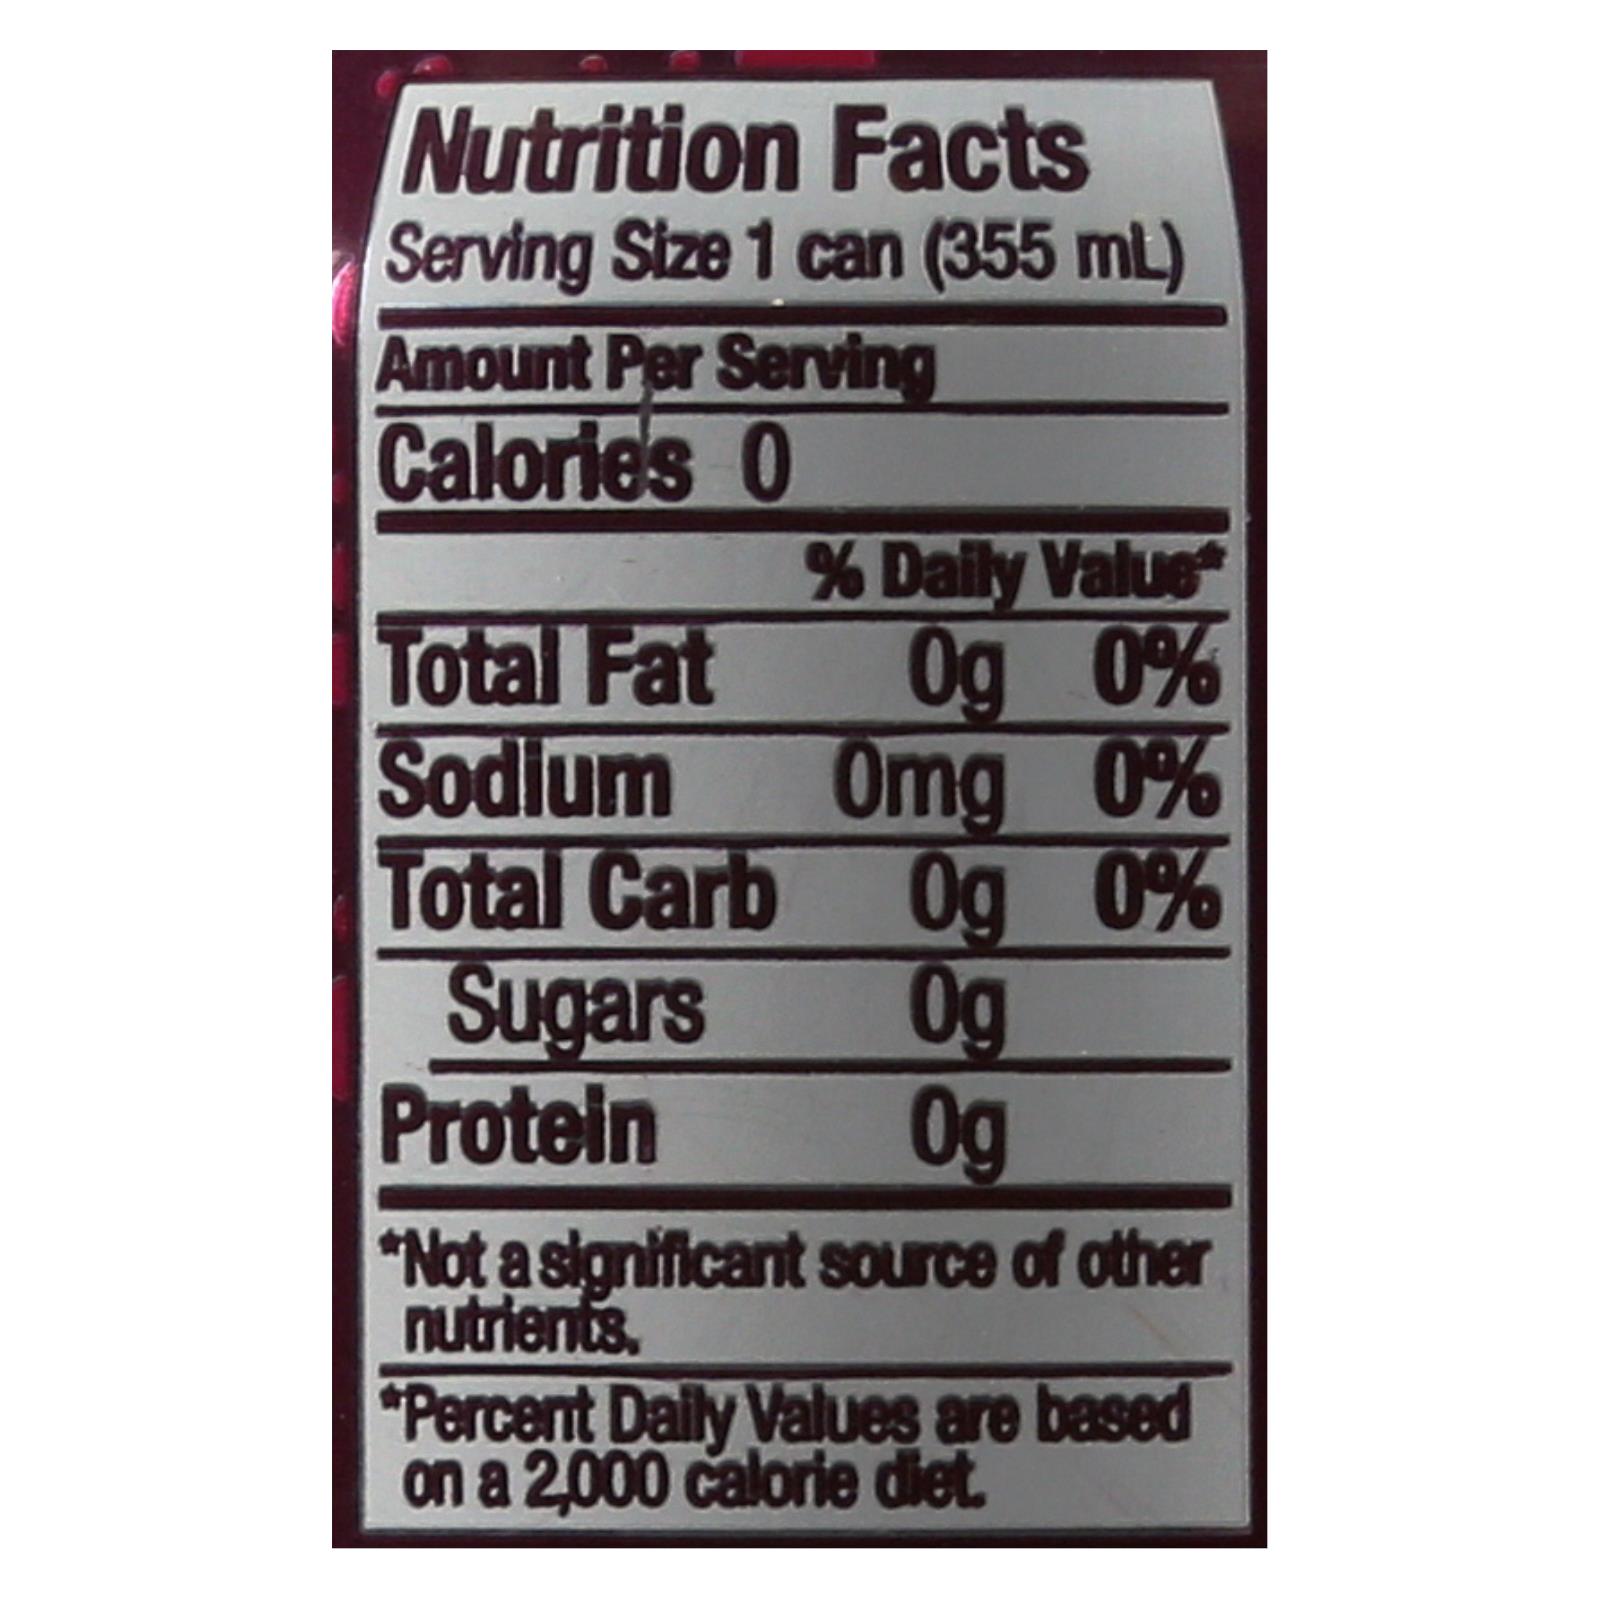 Nutrition Facts
Serving Size 1 can (355 mL)
Amount Per Serving
Calories 0
% Daily Value*
Total Fat 0g 0%
Sodium 0mg 0%
Total Carb 0g 0%
Sugars 0g
Protein 0g
*Not a significant source of other
nutrients.
*Percent Daily Values are based
on a 2,000 calorie diet.